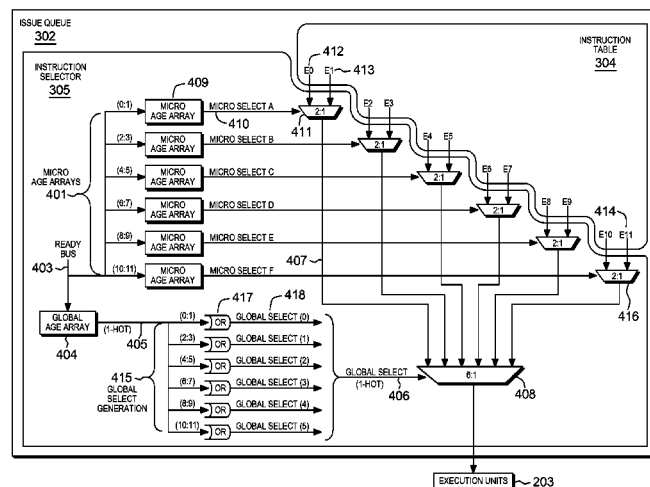 ISSUE QUEUE
302
INSTRUCTION
SELECTOR
305
INSTRUCTION
TABLE
304
412
413
E0
E1
409
(0:1)
MICRO
AGE ARRAY
MICRO SELECT A
410
2:1
411
E2
E3
(2:3)
MICRO
AGE ARRAY
MICRO SELECT B
2:1
E4
E5
(4:5)
MICRO
AGE ARRAY
MICRO SELECT C
2:1
MICRO
AGE ARRAYS
401
E6
E7
(6:7)
MICRO
AGE ARRAY
MICRO SELECT D
2:1
E8
E9
(8:9)
MICRO
AGE ARRAY
MICRO SELECT E
2:1
414
E10
E11
READY
BUS
403
407
(10:11)
MICRO
AGE ARRAY
MICRO SELECT F
2:1
416
GLOBAL
AGE ARRAY
404
(1-HOT)
405
417
418
(0:1)
OR
GLOBAL SELECT (0)
(2:3)
OR
GLOBAL SELECT (1)
(4:5)
OR
GLOBAL SELECT (2)
415
GLOBAL
SELECT
GENERATION
(6:7)
OR
GLOBAL SELECT (3)
(8:9)
OR
GLOBAL SELECT (4)
(10:11)
OR
GLOBAL SELECT (5)
GLOBAL SELECT
(1-HOT)
406
6:1
408
EXECUTION UNITS
203